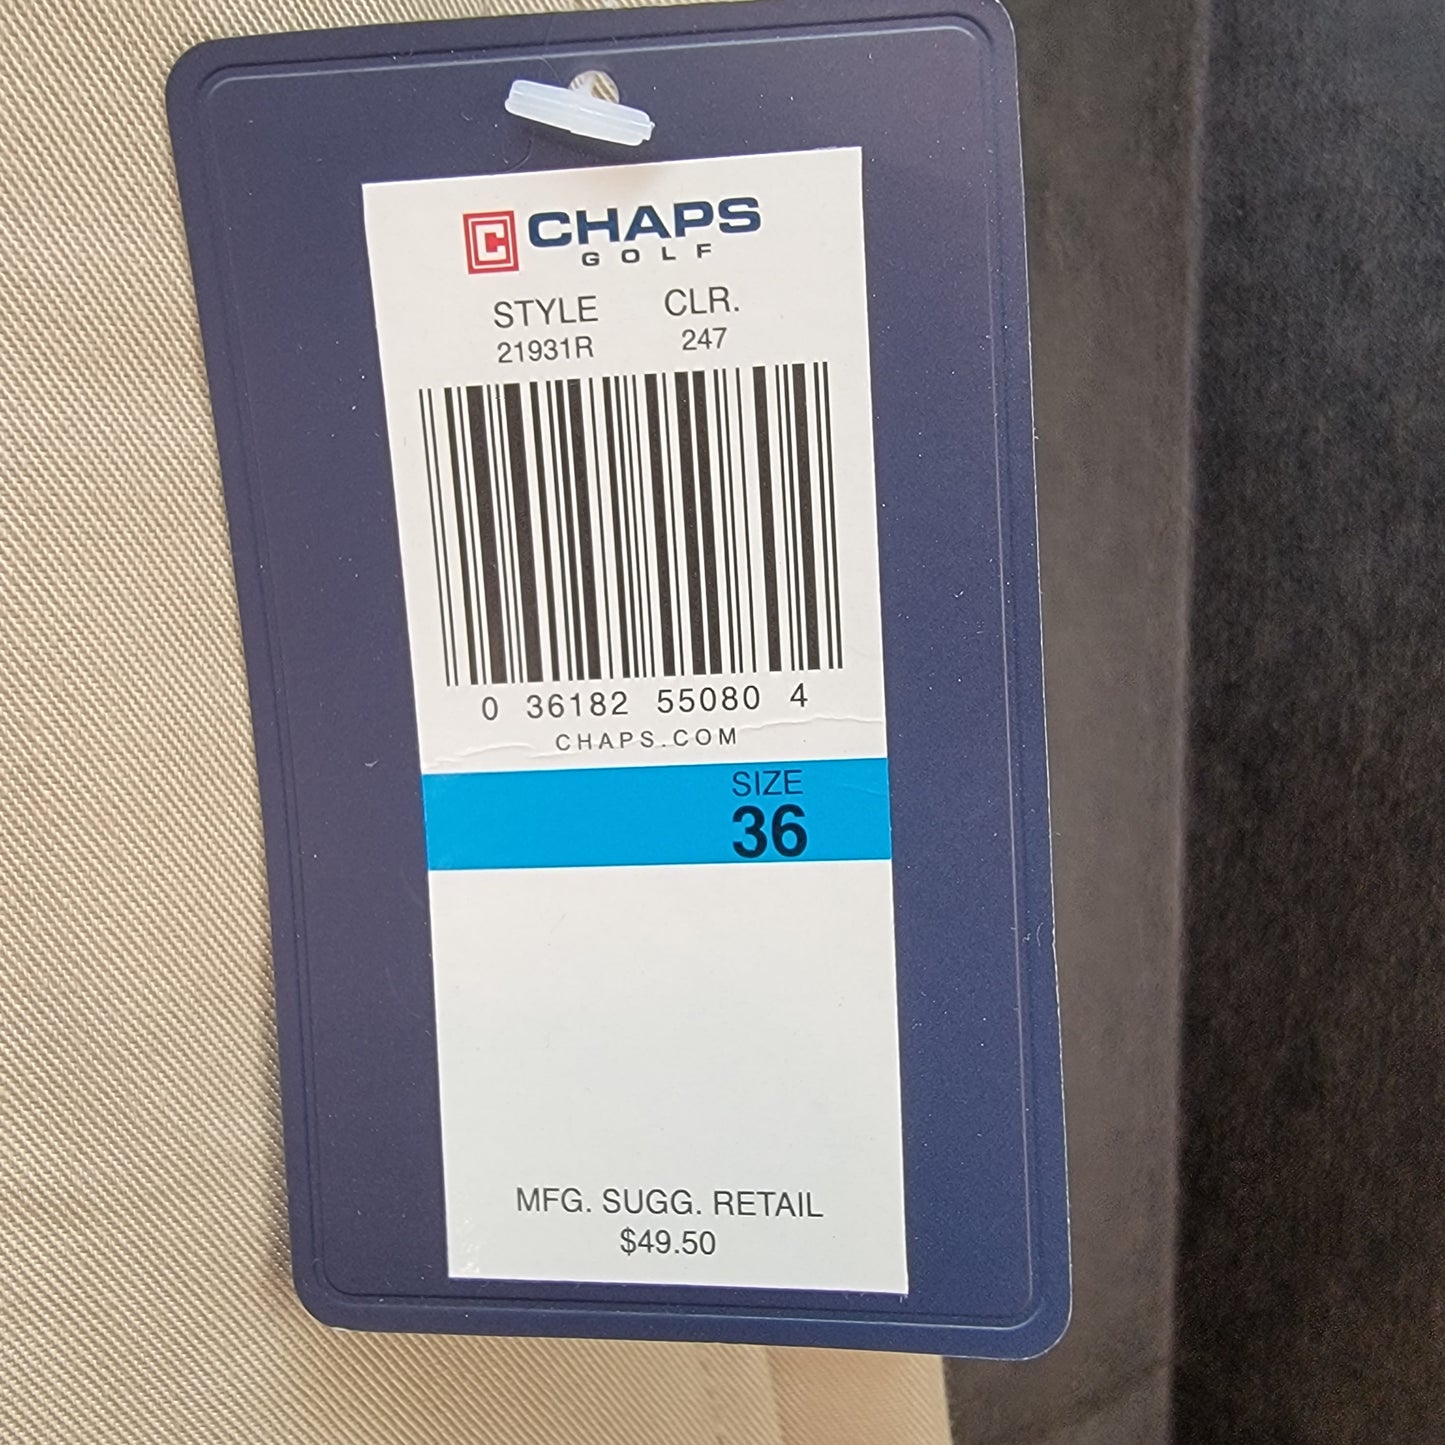 C CHAPS
GOLF
STYLE CLR.
21931R 247
0 36182 55080 4
CHAPS.COM
SIZE
36
MFG. SUGG. RETAIL
$49.50